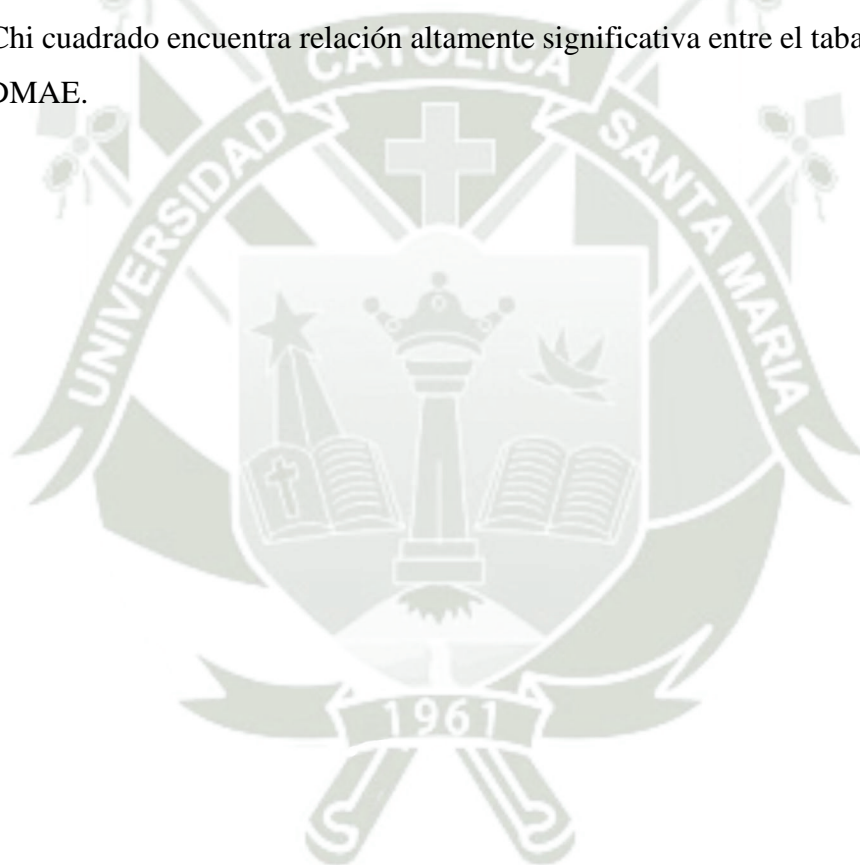 Chi cuadrado encuentra relación altamente significativa entre el taba
DMAE.
UNIVERSIDAD CATOLICA SANTA MARIA
1961